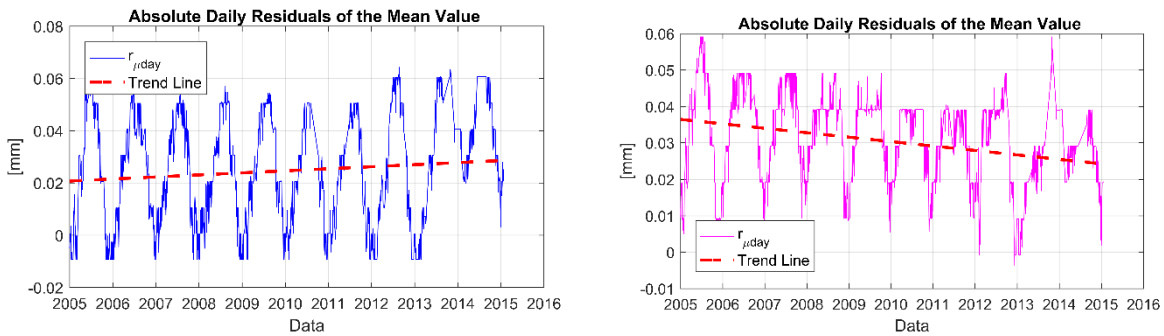 Absolute Daily Residuals of the Mean Value
0.08
0.06
0.04
0.02
0
-0.02
[mm]
r μday
Trend Line
2005 2006 2007 2008 2009 2010 2011 2012 2013 2014 2015 2016
Data
Absolute Daily Residuals of the Mean Value
0.06
0.05
0.04
0.03
0.02
0.01
0
-0.01
[mm]
r μday
Trend Line
2005 2006 2007 2008 2009 2010 2011 2012 2013 2014 2015 2016
Data